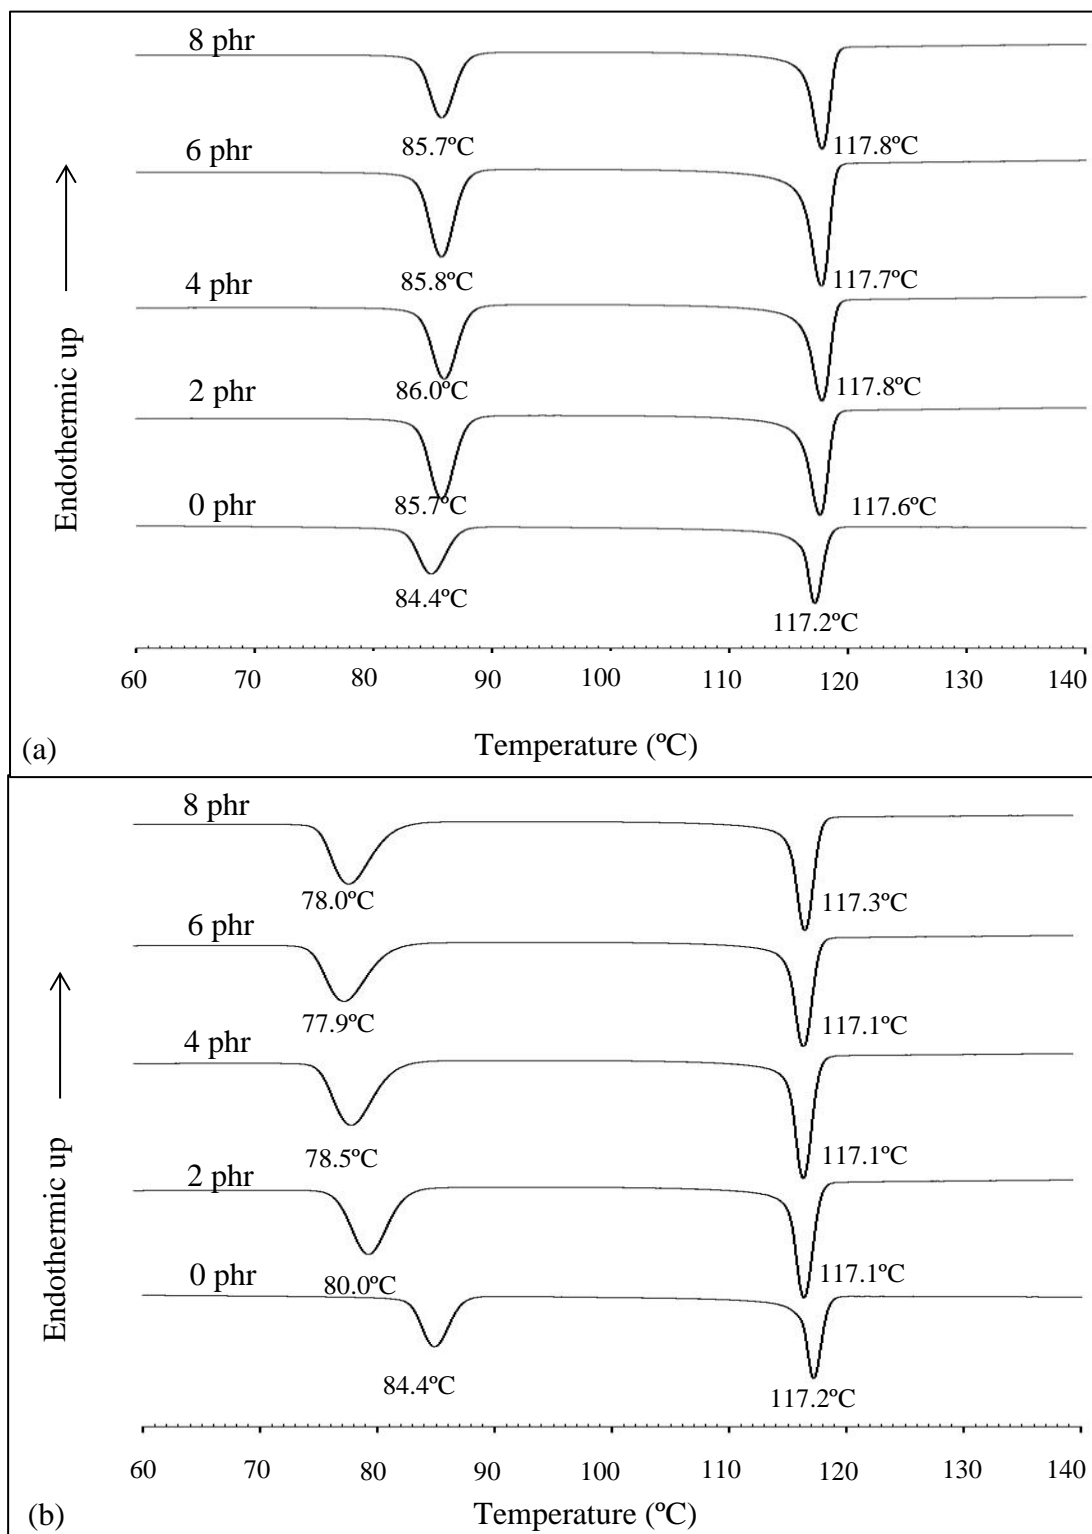 8 phr
85.7ºC
117.8ºC
6 phr
85.8ºC
117.7ºC
4 phr
86.0ºC
117.8ºC
2 phr
85.7ºC
117.6ºC
0 phr
84.4ºC
117.2ºC
Endothermic up
60 70 80 90 100 110 120 130 140
Temperature (ºC)
(a)
8 phr
78.0ºC
117.3ºC
6 phr
77.9ºC
117.1ºC
4 phr
78.5ºC
117.1ºC
2 phr
80.0ºC
117.1ºC
0 phr
84.4ºC
117.2ºC
Endothermic up
60 70 80 90 100 110 120 130 140
Temperature (ºC)
(b)